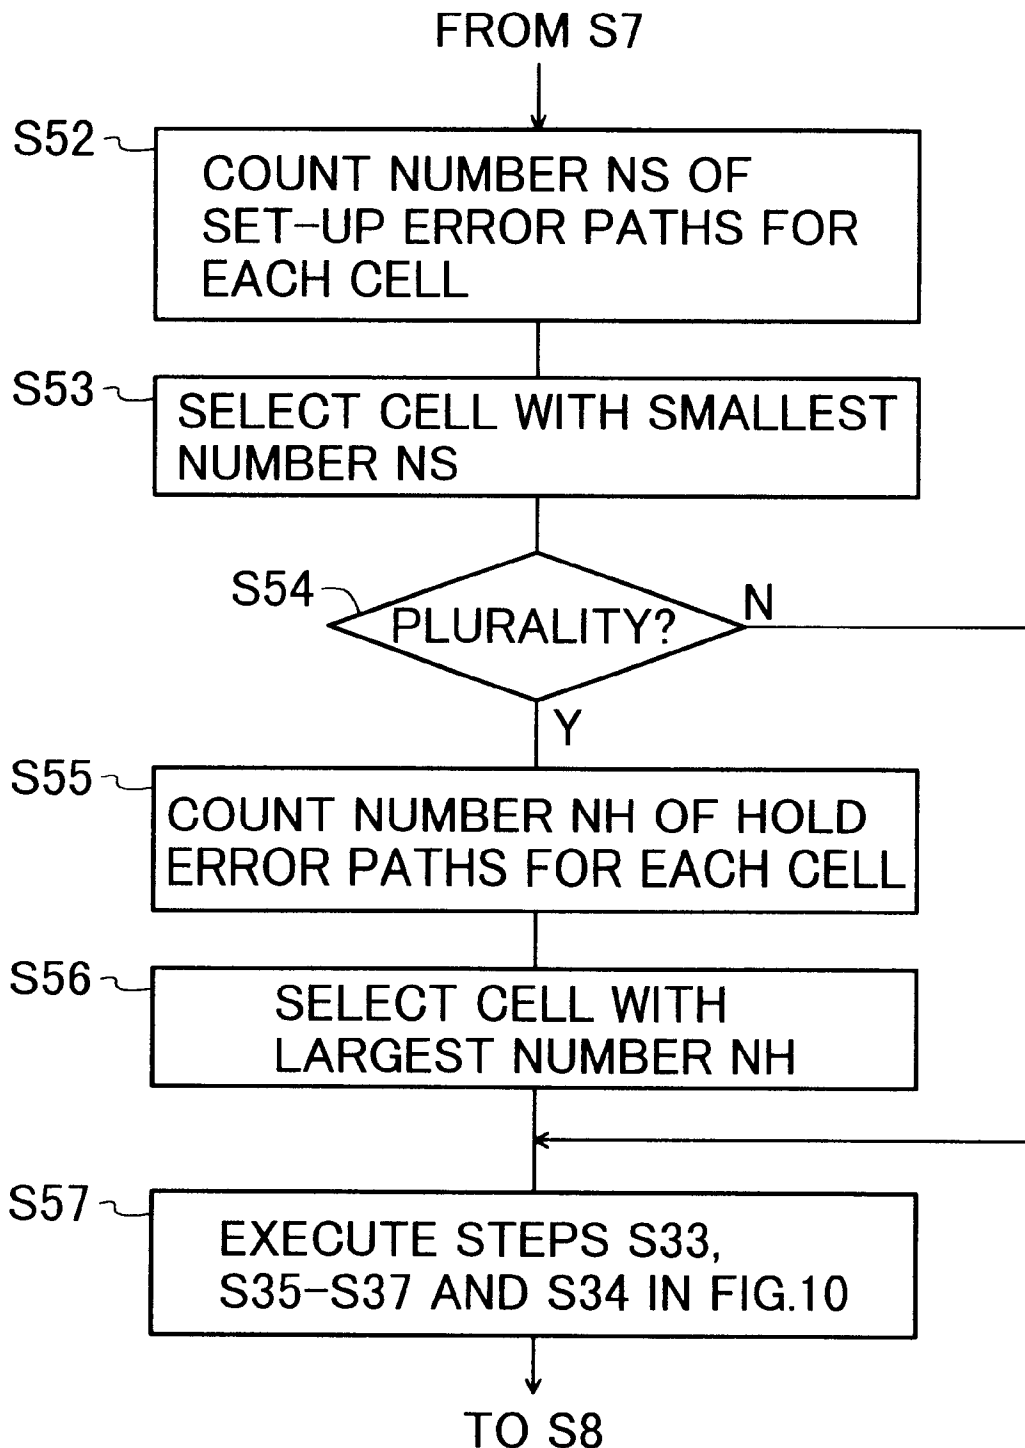 FROM S7
S52
COUNT NUMBER NS OF
SET-UP ERROR PATHS FOR
EACH CELL
S53
SELECT CELL WITH SMALLEST
NUMBER NS
S54
PLURALITY?
N
Y
S55
COUNT NUMBER NH OF HOLD
ERROR PATHS FOR EACH CELL
S56
SELECT CELL WITH
LARGEST NUMBER NH
S57
EXECUTE STEPS S33,
S35-S37 AND S34 IN FIG.10
TO S8